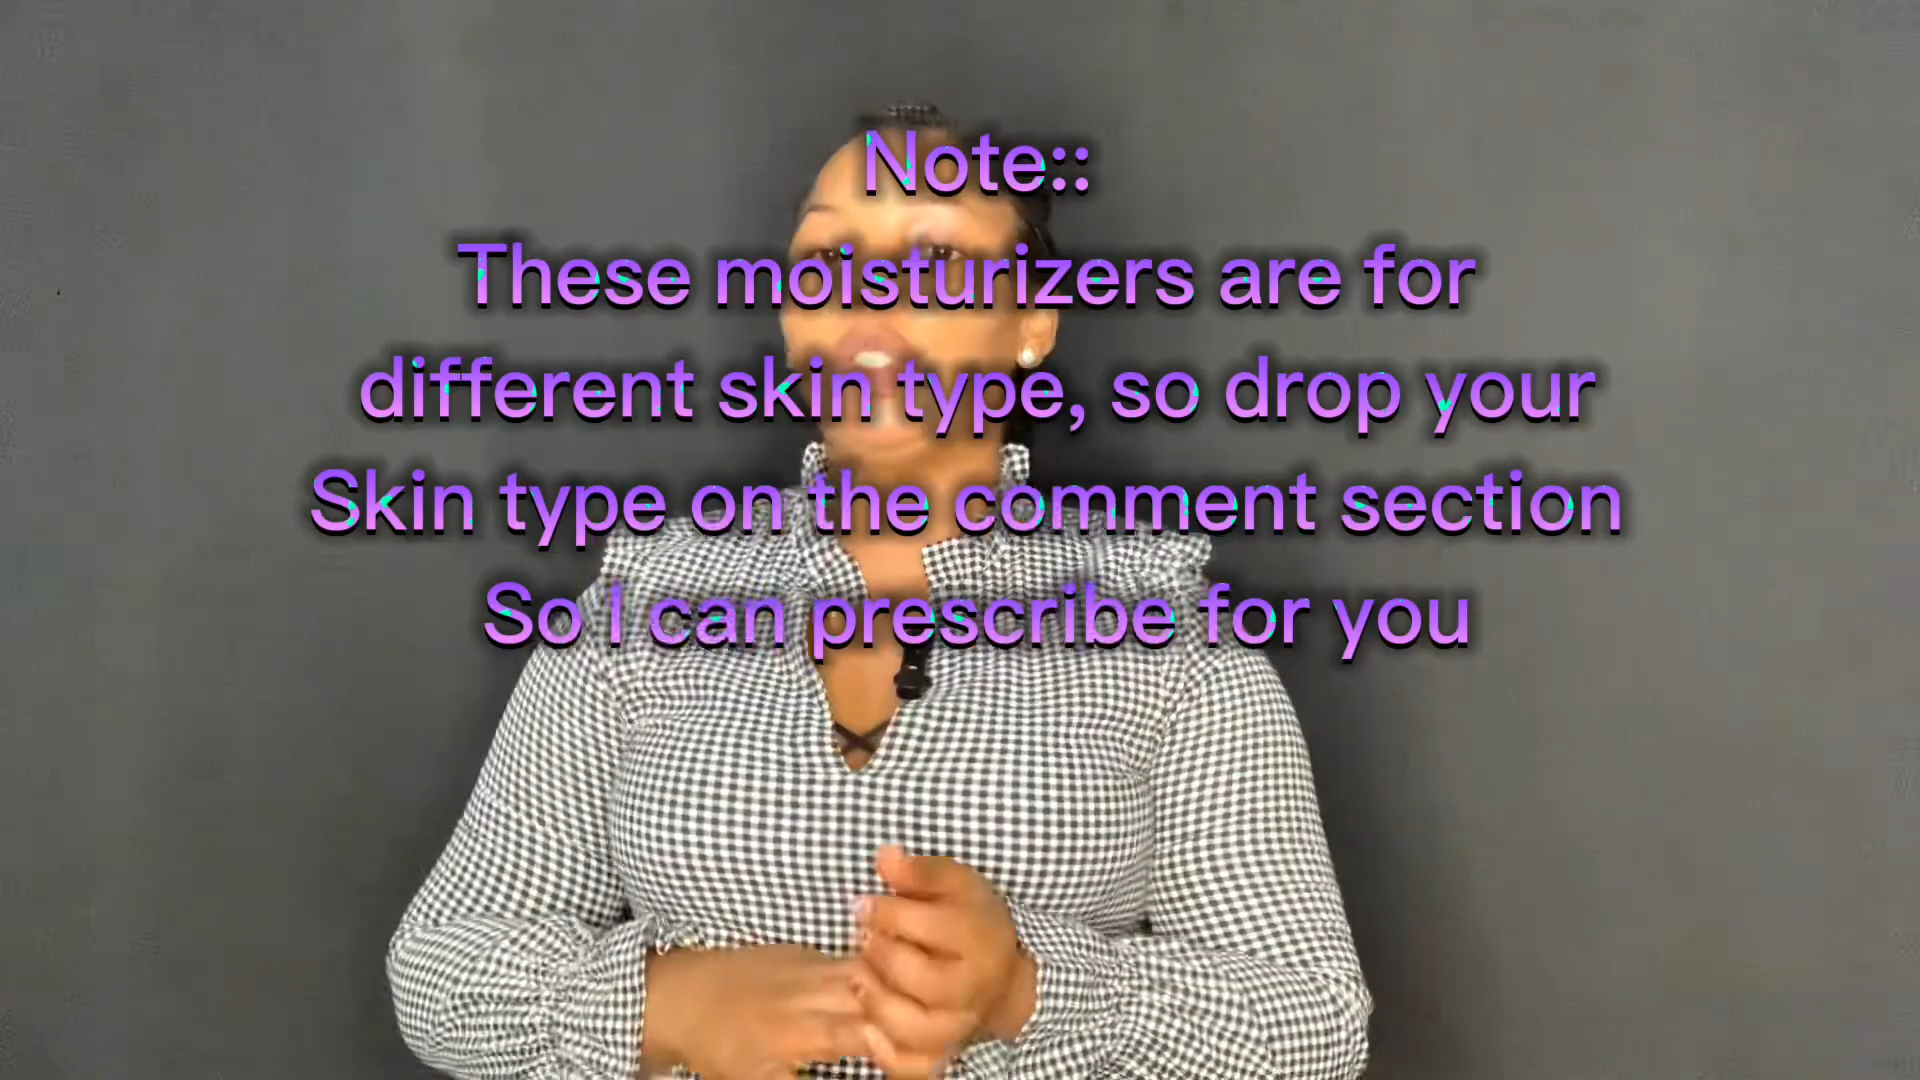 Note::
These moisturizers are for
different skin type, so drop your
Skin type on the comment section
So I can prescribe for you